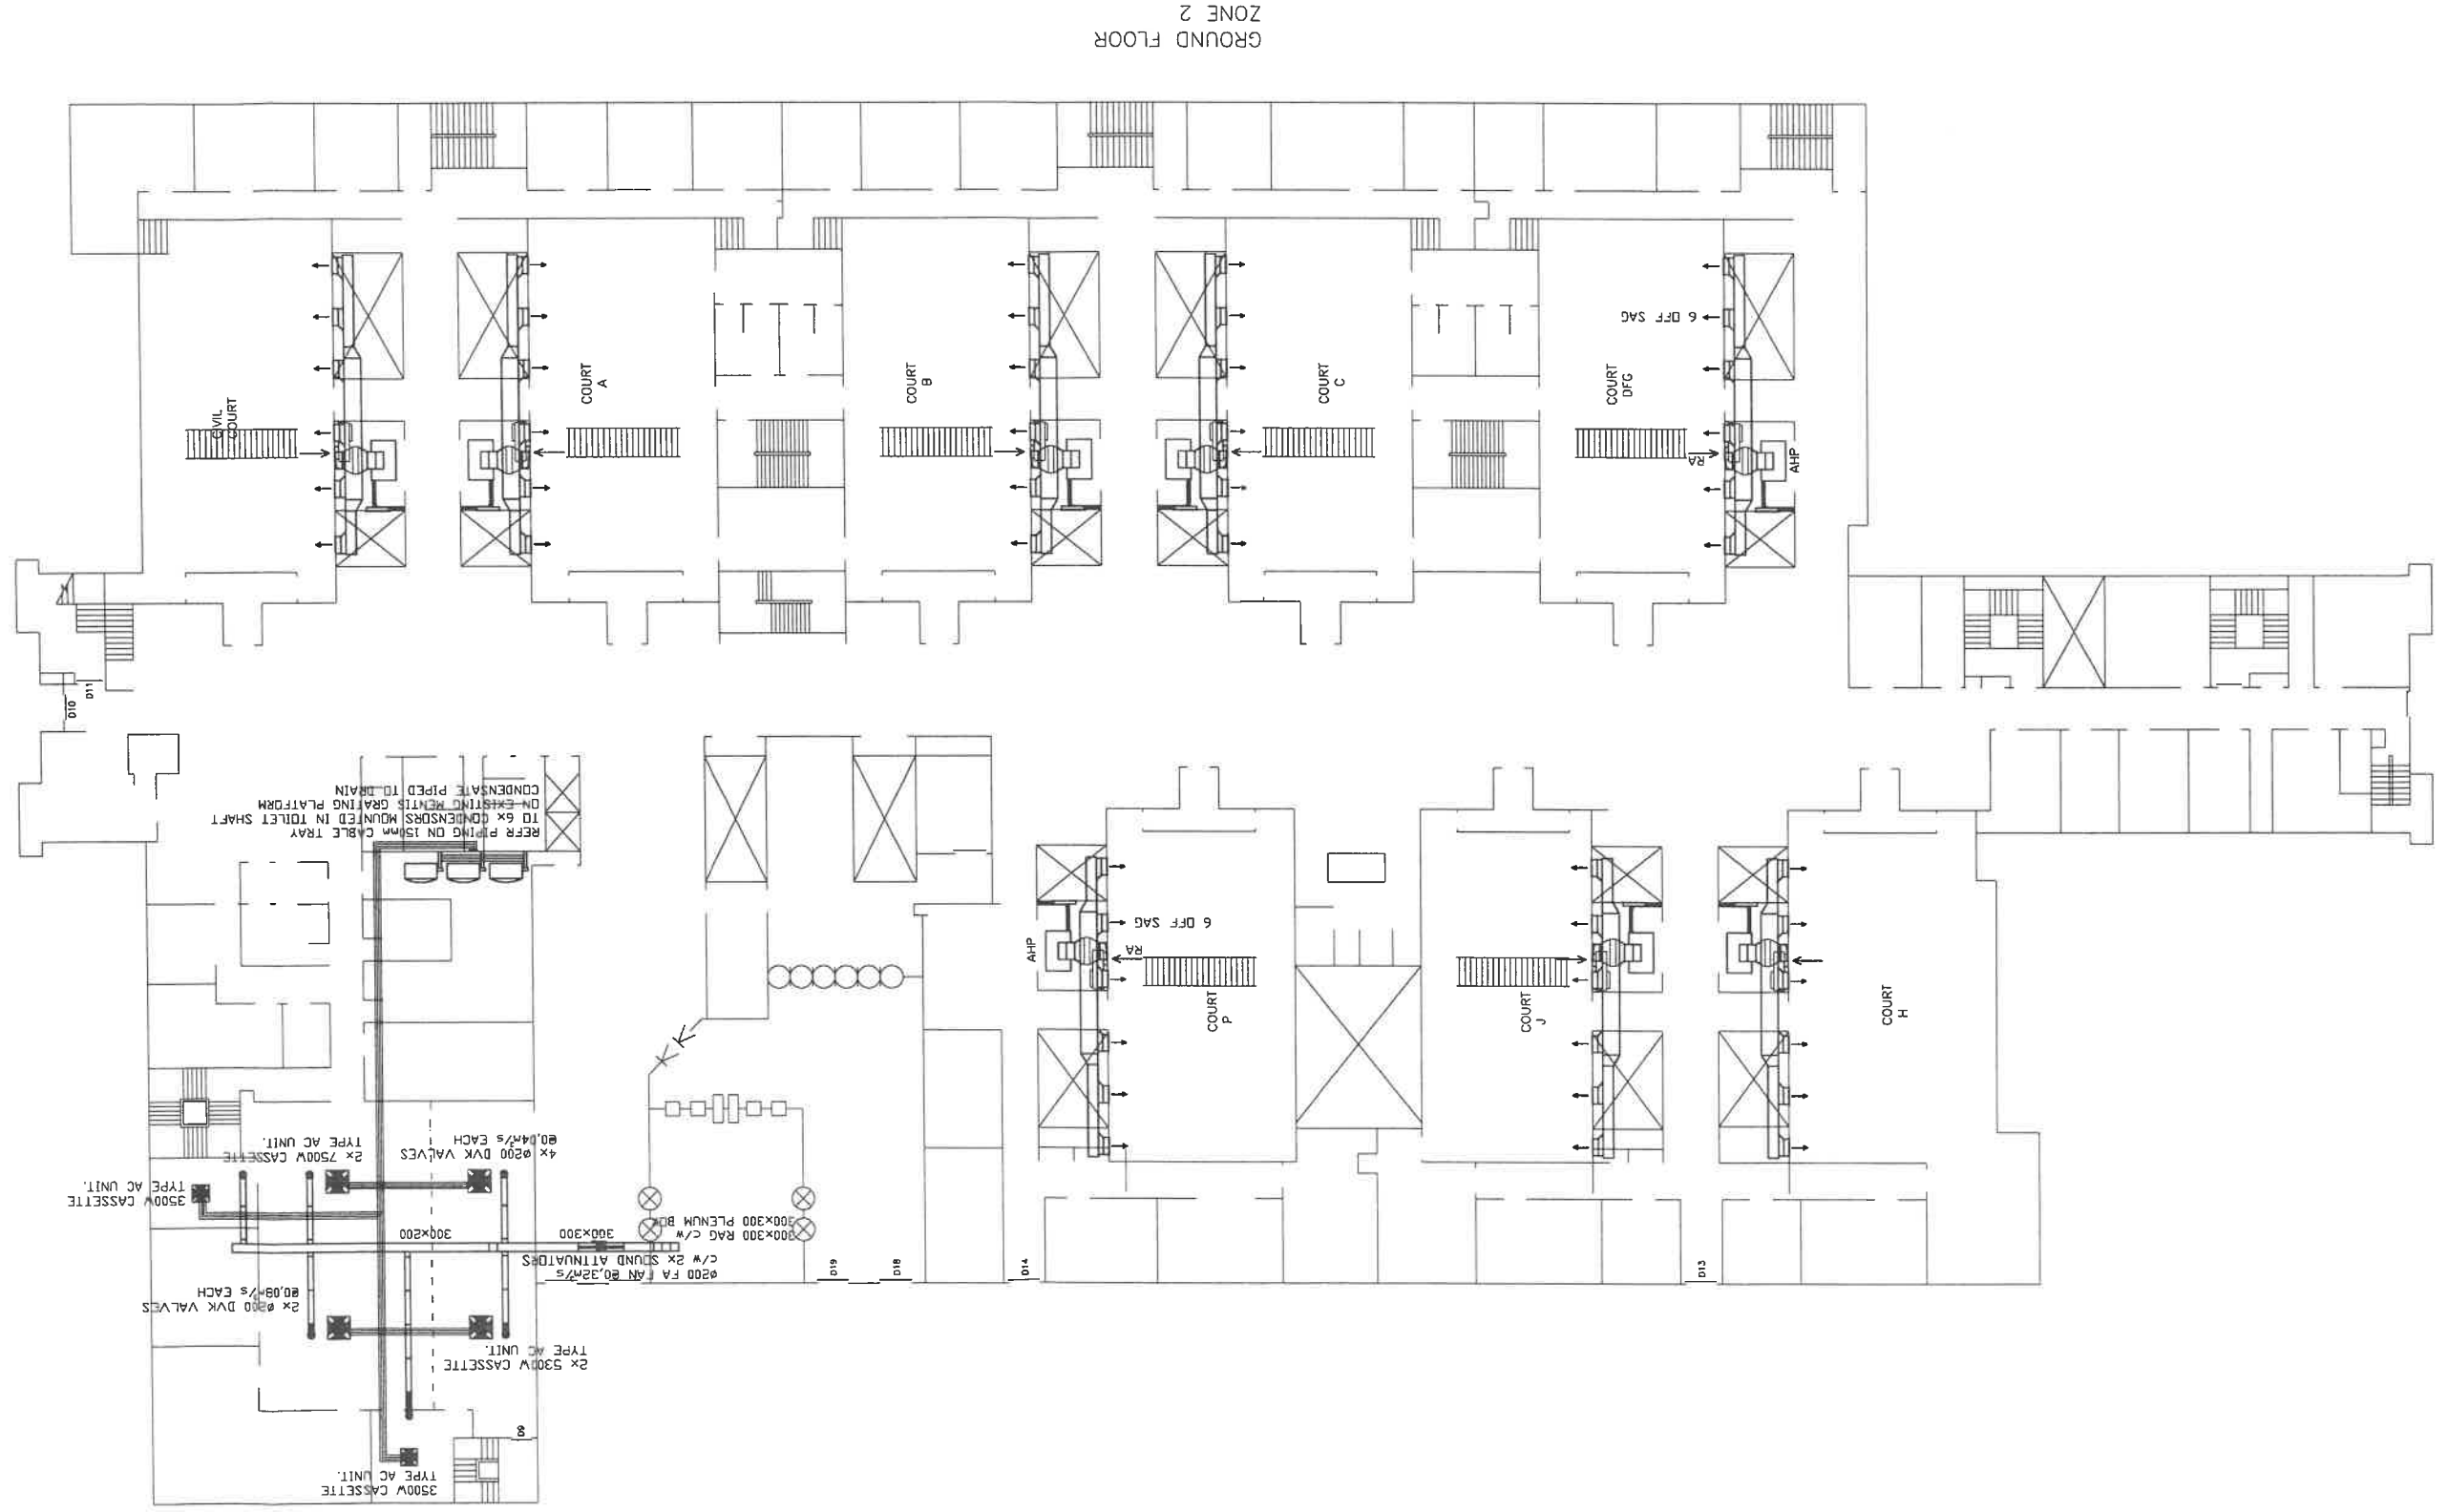 GROUND FLOOR
ZONE 2
CIVIL
COURT
COURT
A
COURT
B
COURT
C
COURT
DFG
6 OFF SAG
RA
AHP
D11
D10
REFR PIPING ON 150mm CABLE TRAY
TO 6x CONDENSORS MOUNTED IN TOILET SHAFT
ON EXISTING MENTIS GRATING PLATFORM
CONDENSATE PIPED TO DRAIN
AHP
6 OFF SAG
RA
COURT
P
COURT
J
COURT
H
2x 7500W CASSETTE
TYPE AC UNIT.
4x ø200 DVK VALVES
@0,04m³/s EACH
3500W CASSETTE
TYPE AC UNIT.
300x200
300x300
300x300 RAG c/w
300x300 PLENUM BOX
ø200 FA FAN @0,32m³/s
c/w 2x SOUND ATTINUATORS
2x ø200 DVK VALVES
@0,08m³/s EACH
2x 5300W CASSETTE
TYPE AC UNIT.
3500W CASSETTE
TYPE AC UNIT.
D19
D18
D14
D13